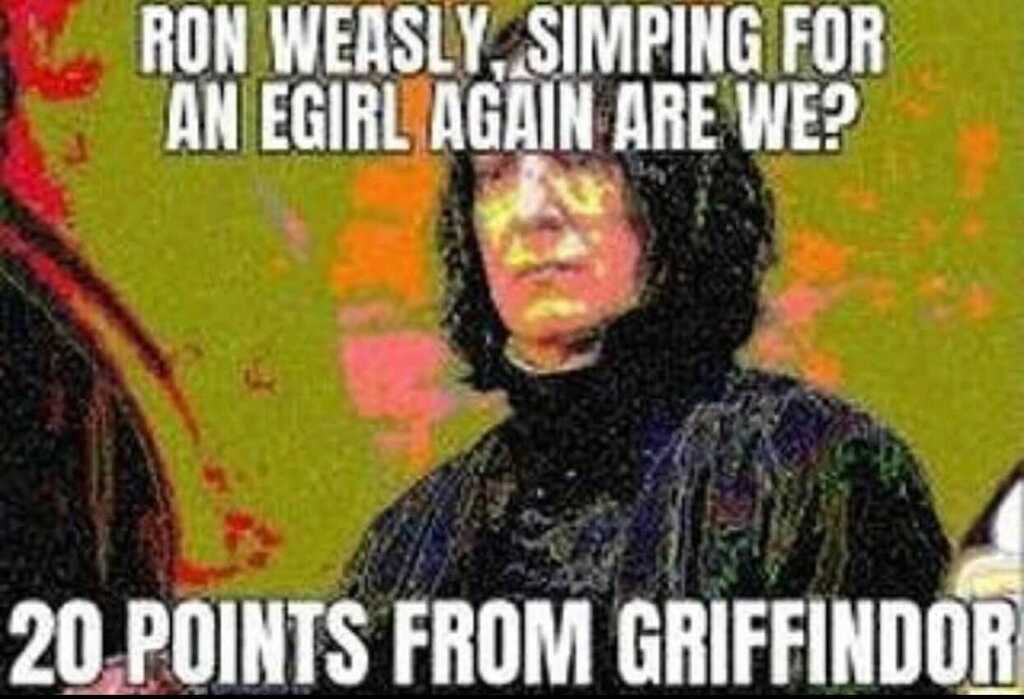 RON WEASLY, SIMPING FOR
AN EGIRL AGAIN ARE WE?
20 POINTS FROM GRIFFINDOR